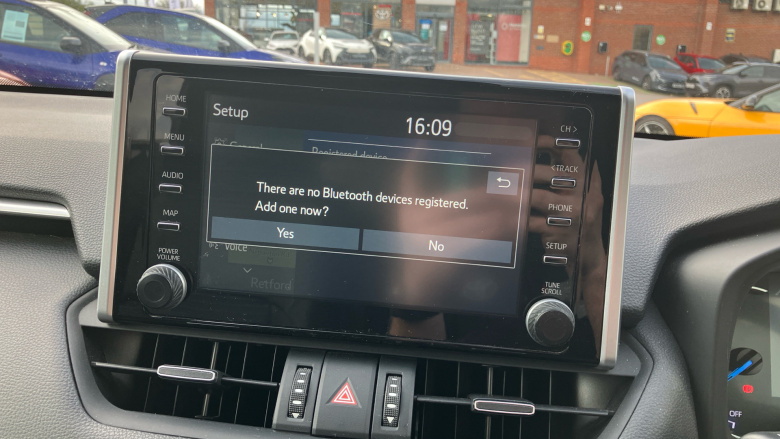 HOME
MENU
AUDIO
MAP
POWER
VOLUME
Setup
16:09
Registered device
There are no Bluetooth devices registered.
Add one now?
Yes
No
Voice
Retford
CH >
< TRACK
PHONE
SETUP
TUNE
SCROLL
OFF